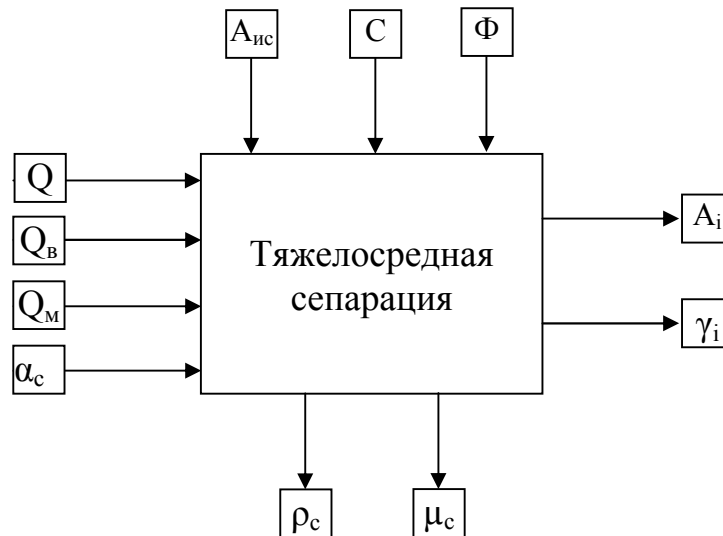 Aис C Ф
Q
Qв
Qм
αс
Тяжелосредная
сепарация
Ai
γi
ρс μс